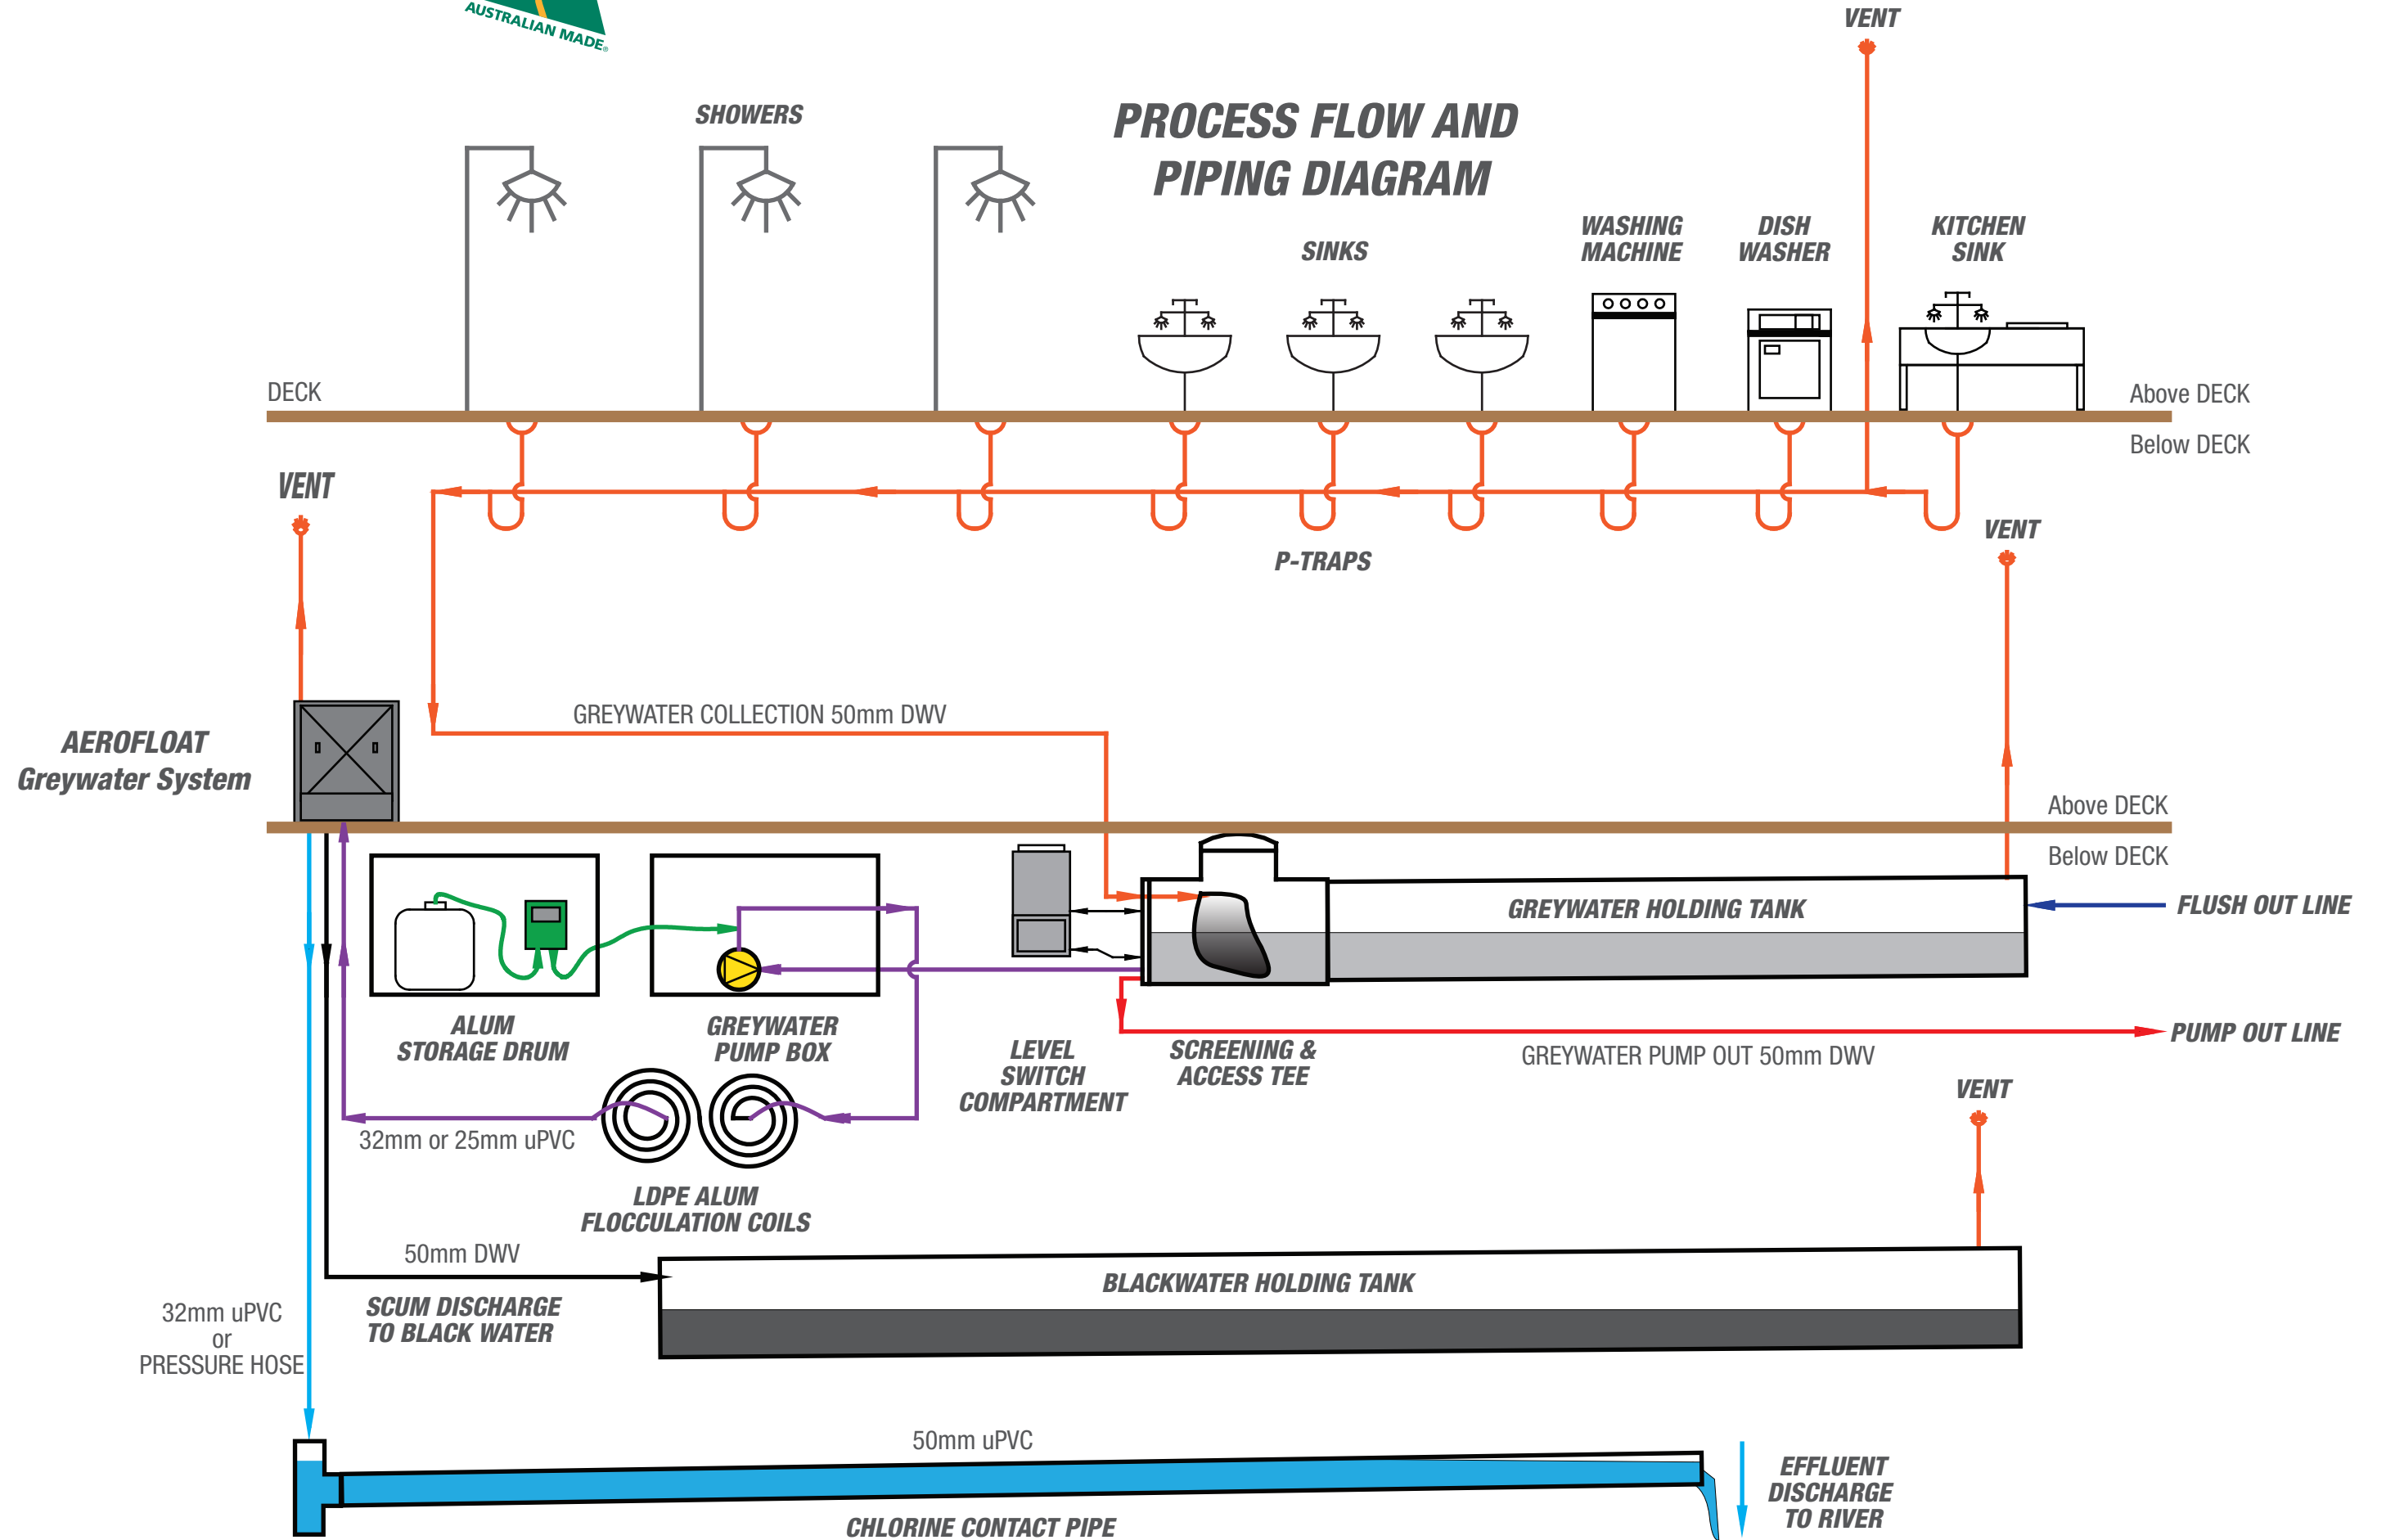 AUSTRALIAN MADE®
VENT
SHOWERS
PROCESS FLOW AND
PIPING DIAGRAM
SINKS
WASHING
MACHINE
DISH
WASHER
KITCHEN
SINK
DECK
Above DECK
Below DECK
VENT
VENT
P-TRAPS
GREYWATER COLLECTION 50mm DWV
AEROFLOAT
Greywater System
Above DECK
Below DECK
GREYWATER HOLDING TANK
FLUSH OUT LINE
ALUM
STORAGE DRUM
GREYWATER
PUMP BOX
LEVEL
SWITCH
COMPARTMENT
SCREENING &
ACCESS TEE
PUMP OUT LINE
GREYWATER PUMP OUT 50mm DWV
VENT
32mm or 25mm uPVC
LDPE ALUM
FLOCCULATION COILS
50mm DWV
BLACKWATER HOLDING TANK
SCUM DISCHARGE
TO BLACK WATER
32mm uPVC
or
PRESSURE HOSE
50mm uPVC
EFFLUENT
DISCHARGE
TO RIVER
CHLORINE CONTACT PIPE